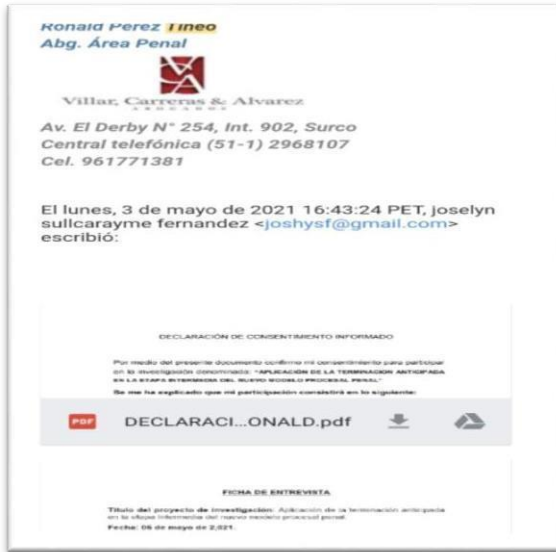 Ronald Perez Tineo
Abg. Área Penal
Villar, Carreras & Alvarez
ABOGADOS
Av. El Derby N° 254, Int. 902, Surco
Central telefónica (51-1) 2968107
Cel. 961771381
El lunes, 3 de mayo de 2021 16:43:24 PET, joselyn
sullcarayme fernandez <joshysf@gmail.com>
escribió:
DECLARACIÓN DE CONSENTIMIENTO INFORMADO
Por medio del presente documento confirmo mi consentimiento para participar
en la investigación denominada: "APLICACIÓN DE LA TERMINACION ANTICIPADA
EN LA ETAPA INTERMEDIA DEL NUEVO MODELO PROCESAL PENAL"
Se me ha explicado que mi participación consistirá en lo siguiente:
PDF DECLARACI...ONALD.pdf
FICHA DE ENTREVISTA
Título del proyecto de investigación: Aplicación de la terminación anticipada
en la etapa intermedia del nuevo modelo procesal penal.
Fecha: 06 de mayo de 2,021.